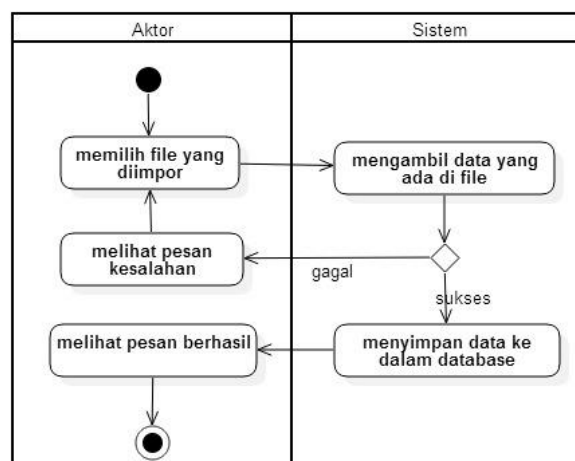 Aktor
Sistem
memilih file yang
diimpor
mengambil data yang
ada di file
melihat pesan
kesalahan
gagal
sukses
melihat pesan berhasil
menyimpan data ke
dalam database